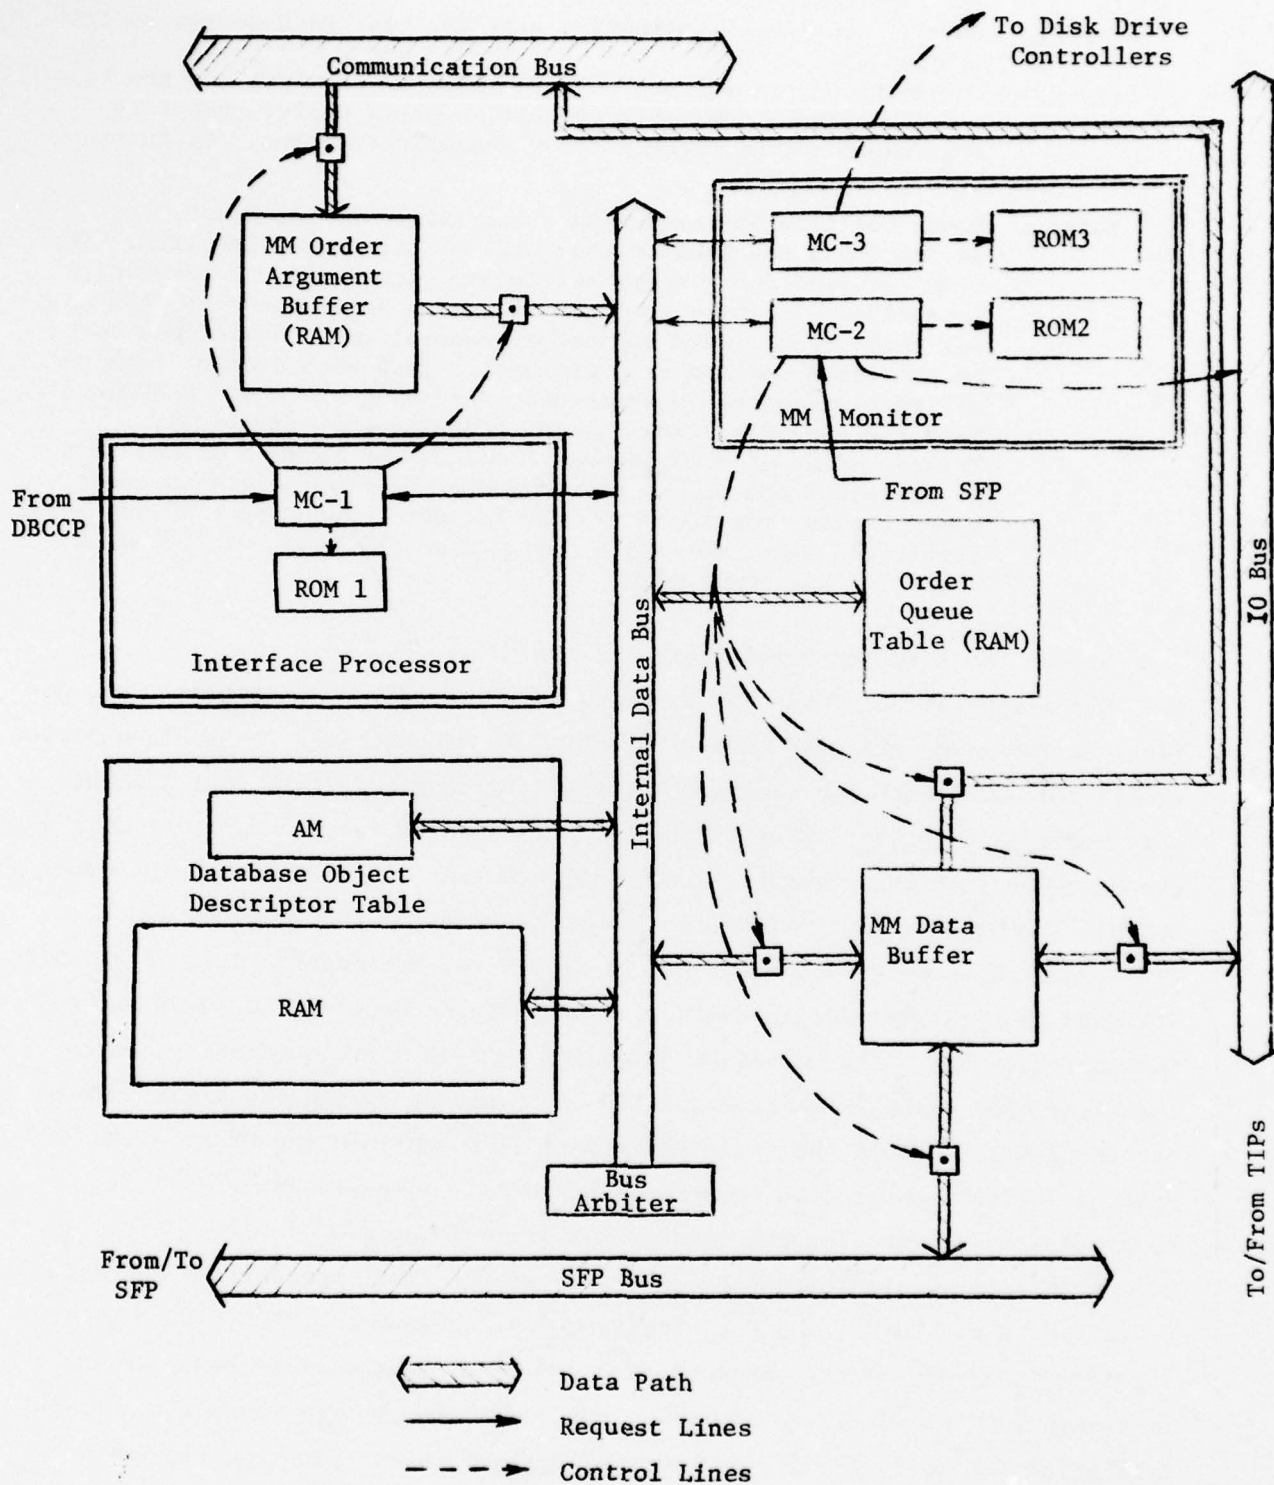 To Disk Drive
Controllers
Communication Bus
MM Order
Argument
Buffer
(RAM)
MC-3
ROM3
MC-2
ROM2
MM Monitor
From SFP
From
DBCCP
MC-1
ROM 1
Interface Processor
Order
Queue
Table (RAM)
Internal Data Bus
IO Bus
AM
Database Object
Descriptor Table
RAM
MM Data
Buffer
Bus
Arbiter
To/From TIPs
From/To
SFP
SFP Bus
Data Path
Request Lines
Control Lines